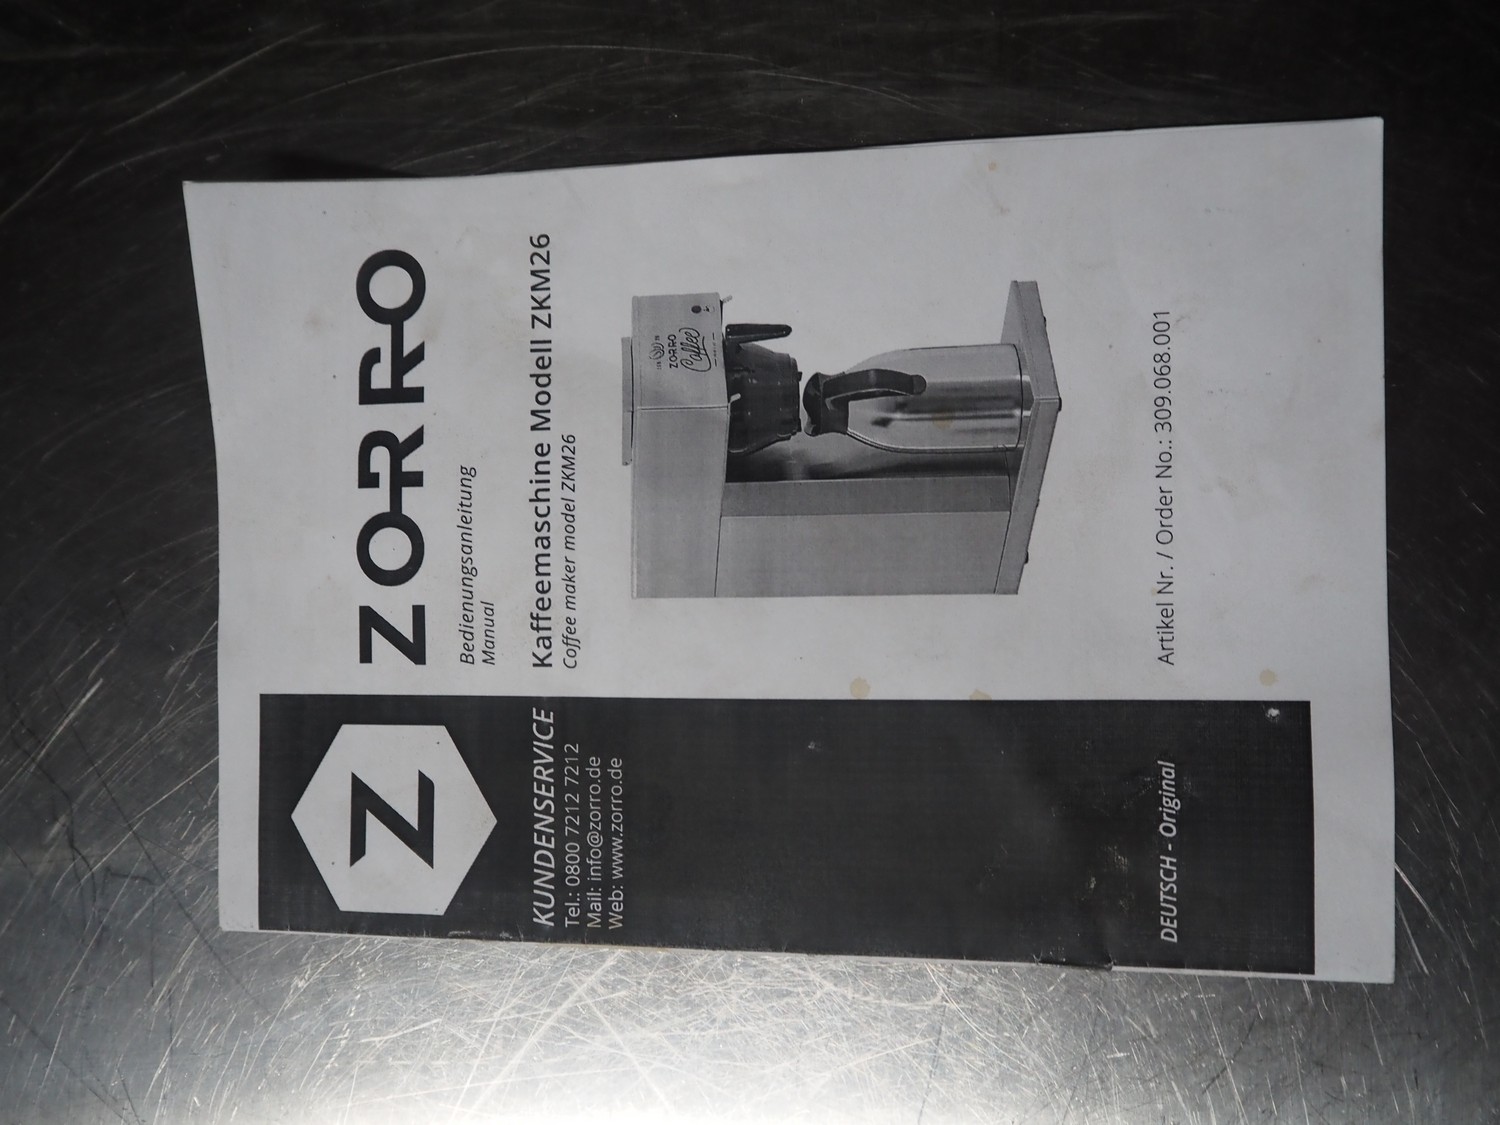 ZORRO
Bedienungsanleitung
Manual
Kaffeemaschine Modell ZKM26
Coffee maker model ZKM26
ZORRO
Coffee
Artikel Nr. / Order No.: 309.068.001
Z
KUNDENSERVICE
Tel.: 0800 7212 7212
Mail: info@zorro.de
Web: www.zorro.de
DEUTSCH - Original